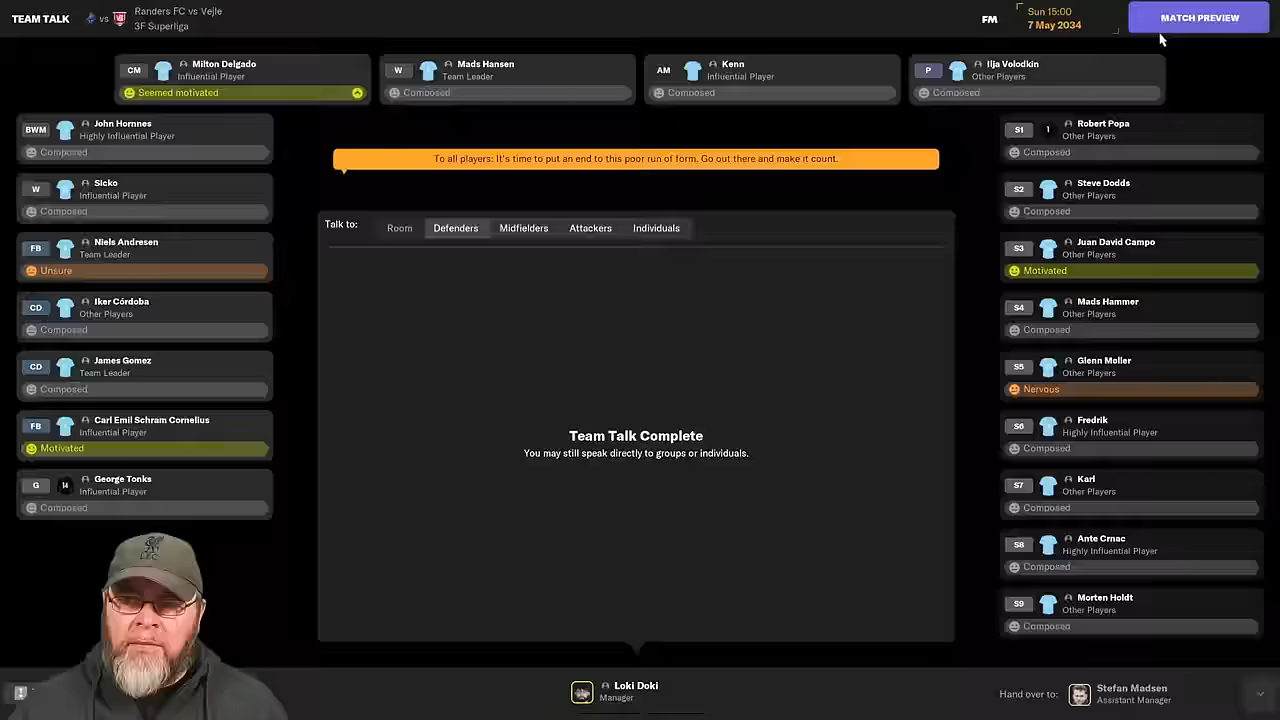 TEAM TALK
vs
Randers FC vs Vejle
3F Superliga
FM
Sun 15:00
7 May 2034
MATCH PREVIEW
CM
Milton Delgado
Influential Player
Seemed motivated
W
Mads Hansen
Team Leader
Composed
AM
Kenn
Influential Player
Composed
P
Ilja Volodkin
Other Players
Composed
BWM
John Hornnes
Highly Influential Player
Composed
W
Sicko
Influential Player
Composed
FB
Niels Andresen
Team Leader
Unsure
CD
Iker Córdoba
Other Players
Composed
CD
James Gomez
Team Leader
Composed
FB
Carl Emil Schram Cornelius
Influential Player
Motivated
G
14
George Tonks
Influential Player
Composed
To all players: It's time to put an end to this poor run of form. Go out there and make it count.
Talk to:
Room
Defenders
Midfielders
Attackers
Individuals
Team Talk Complete
You may still speak directly to groups or individuals.
S1
1
Robert Popa
Other Players
Composed
S2
Steve Dodds
Other Players
Composed
S3
Juan David Campo
Other Players
Motivated
S4
Mads Hammer
Other Players
Composed
S5
Glenn Moller
Other Players
Nervous
S6
Fredrik
Highly Influential Player
Composed
S7
Karl
Other Players
Composed
S8
Ante Crnac
Highly Influential Player
Composed
S9
Morten Holdt
Other Players
Composed
LFC
Loki Doki
Manager
Hand over to:
Stefan Madsen
Assistant Manager